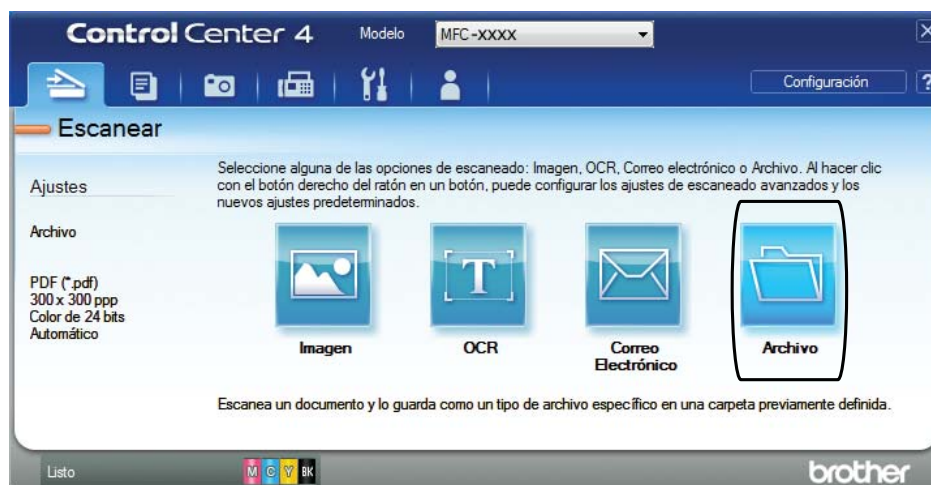 Control Center 4
Modelo
MFC-XXXX
Configuración
?
Escanear
Ajustes
Archivo
PDF (*.pdf)
300 x 300 ppp
Color de 24 bits
Automático
Seleccione alguna de las opciones de escaneado: Imagen, OCR, Correo electrónico o Archivo. Al hacer clic
con el botón derecho del ratón en un botón, puede configurar los ajustes de escaneado avanzados y los
nuevos ajustes predeterminados.
T
Imagen
OCR
Correo
Electrónico
Archivo
Escanea un documento y lo guarda como un tipo de archivo específico en una carpeta previamente definida.
Listo
M C Y BK
brother